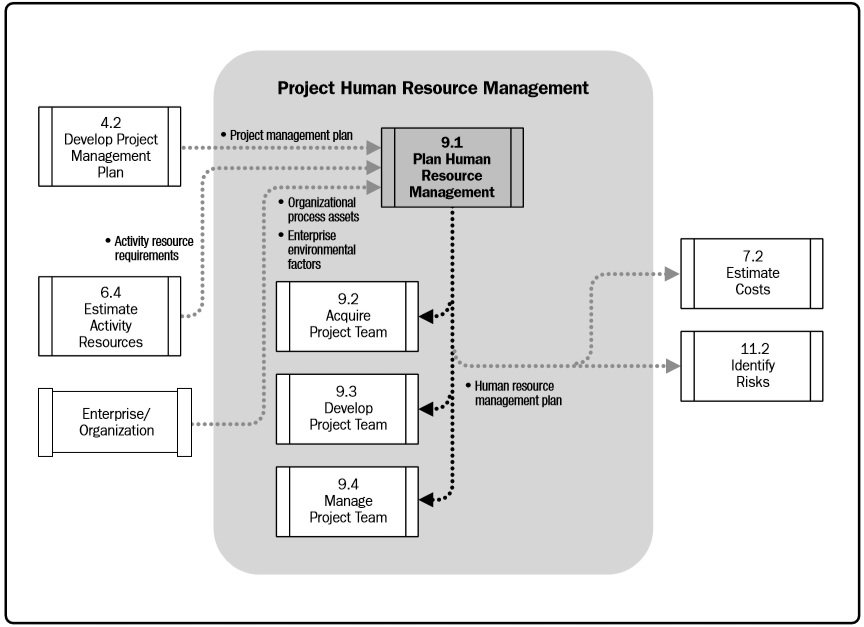 Project Human Resource Management
4.2
Develop Project
Management
Plan
• Project management plan
9.1
Plan Human
Resource
Management
• Organizational
process assets
• Enterprise
environmental
factors
• Activity resource
requirements
6.4
Estimate
Activity
Resources
Enterprise/
Organization
9.2
Acquire
Project Team
9.3
Develop
Project Team
9.4
Manage
Project Team
• Human resource
management plan
7.2
Estimate
Costs
11.2
Identify
Risks